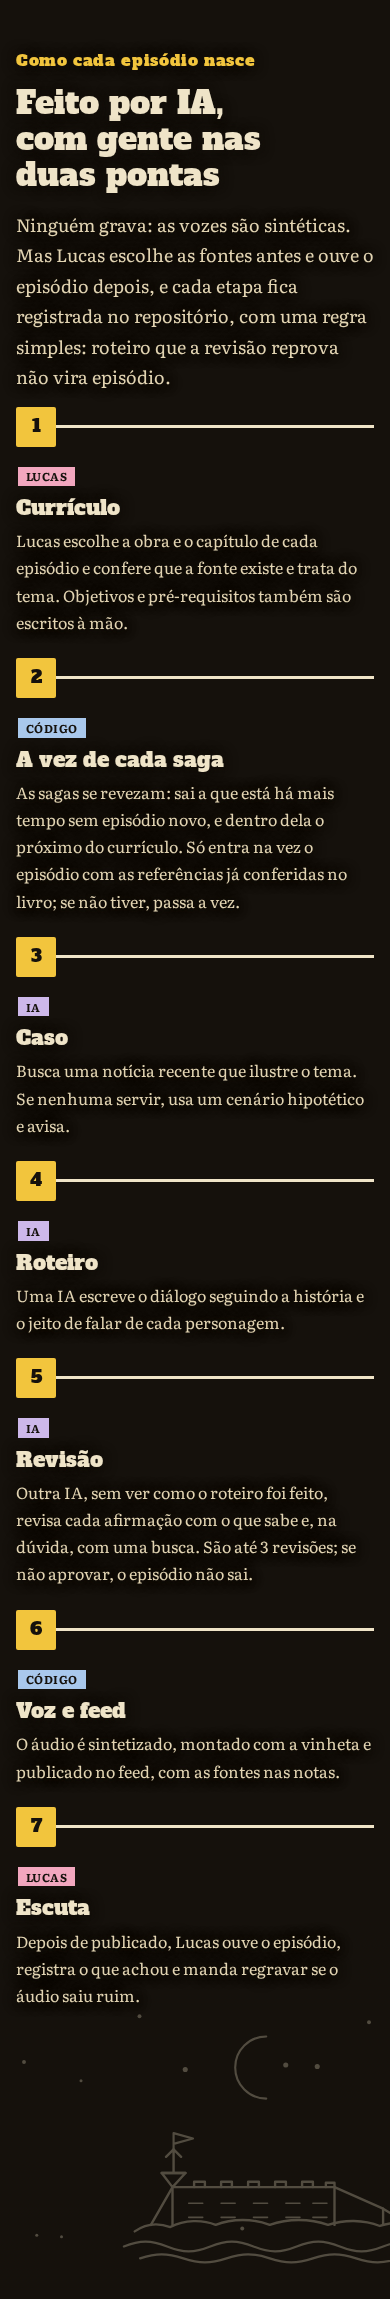 Como cada episódio nasce
Feito por IA,
com gente nas
duas pontas
Ninguém grava: as vozes são sintéticas.
Mas Lucas escolhe as fontes antes e ouve o
episódio depois, e cada etapa fica
registrada no repositório, com uma regra
simples: roteiro que a revisão reprova
não vira episódio.
1
LUCAS
Currículo
Lucas escolhe a obra e o capítulo de cada
episódio e confere que a fonte existe e trata do
tema. Objetivos e pré-requisitos também são
escritos à mão.
2
CÓDIGO
A vez de cada saga
As sagas se revezam: sai a que está há mais
tempo sem episódio novo, e dentro dela o
próximo do currículo. Só entra na vez o
episódio com as referências já conferidas no
livro; se não tiver, passa a vez.
3
IA
Caso
Busca uma notícia recente que ilustre o tema.
Se nenhuma servir, usa um cenário hipotético
e avisa.
4
IA
Roteiro
Uma IA escreve o diálogo seguindo a história e
o jeito de falar de cada personagem.
5
IA
Revisão
Outra IA, sem ver como o roteiro foi feito,
revisa cada afirmação com o que sabe e, na
dúvida, com uma busca. São até 3 revisões; se
não aprovar, o episódio não sai.
6
CÓDIGO
Voz e feed
O áudio é sintetizado, montado com a vinheta e
publicado no feed, com as fontes nas notas.
7
LUCAS
Escuta
Depois de publicado, Lucas ouve o episódio,
registra o que achou e manda regravar se o
áudio saiu ruim.